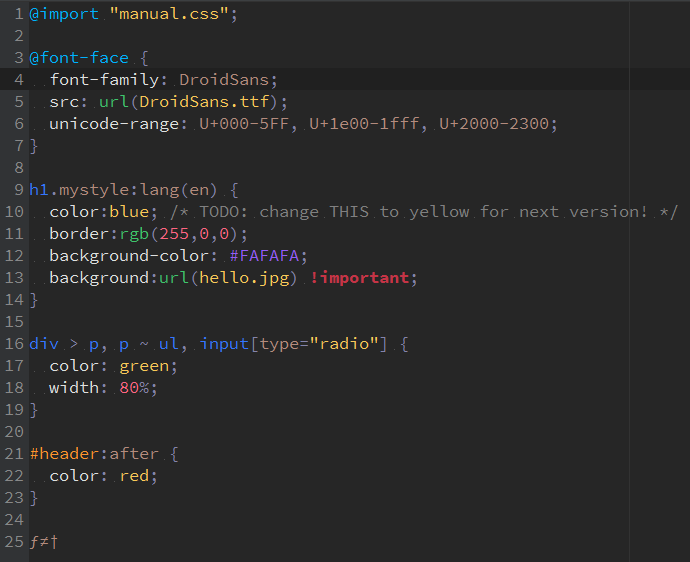 1 @import "manual.css";
2
3 @font-face {
4   font-family: DroidSans;
5   src: url(DroidSans.ttf);
6   unicode-range: U+000-5FF, U+1e00-1fff, U+2000-2300;
7 }
8
9 h1.mystyle:lang(en) {
10   color:blue; /* TODO: change THIS to yellow for next version! */
11   border:rgb(255,0,0);
12   background-color: #FAFAFA;
13   background:url(hello.jpg) !important;
14 }
15
16 div > p, p ~ ul, input[type="radio"] {
17   color: green;
18   width: 80%;
19 }
20
21 #header:after {
22   color: red;
23 }
24
25 ƒ≠†